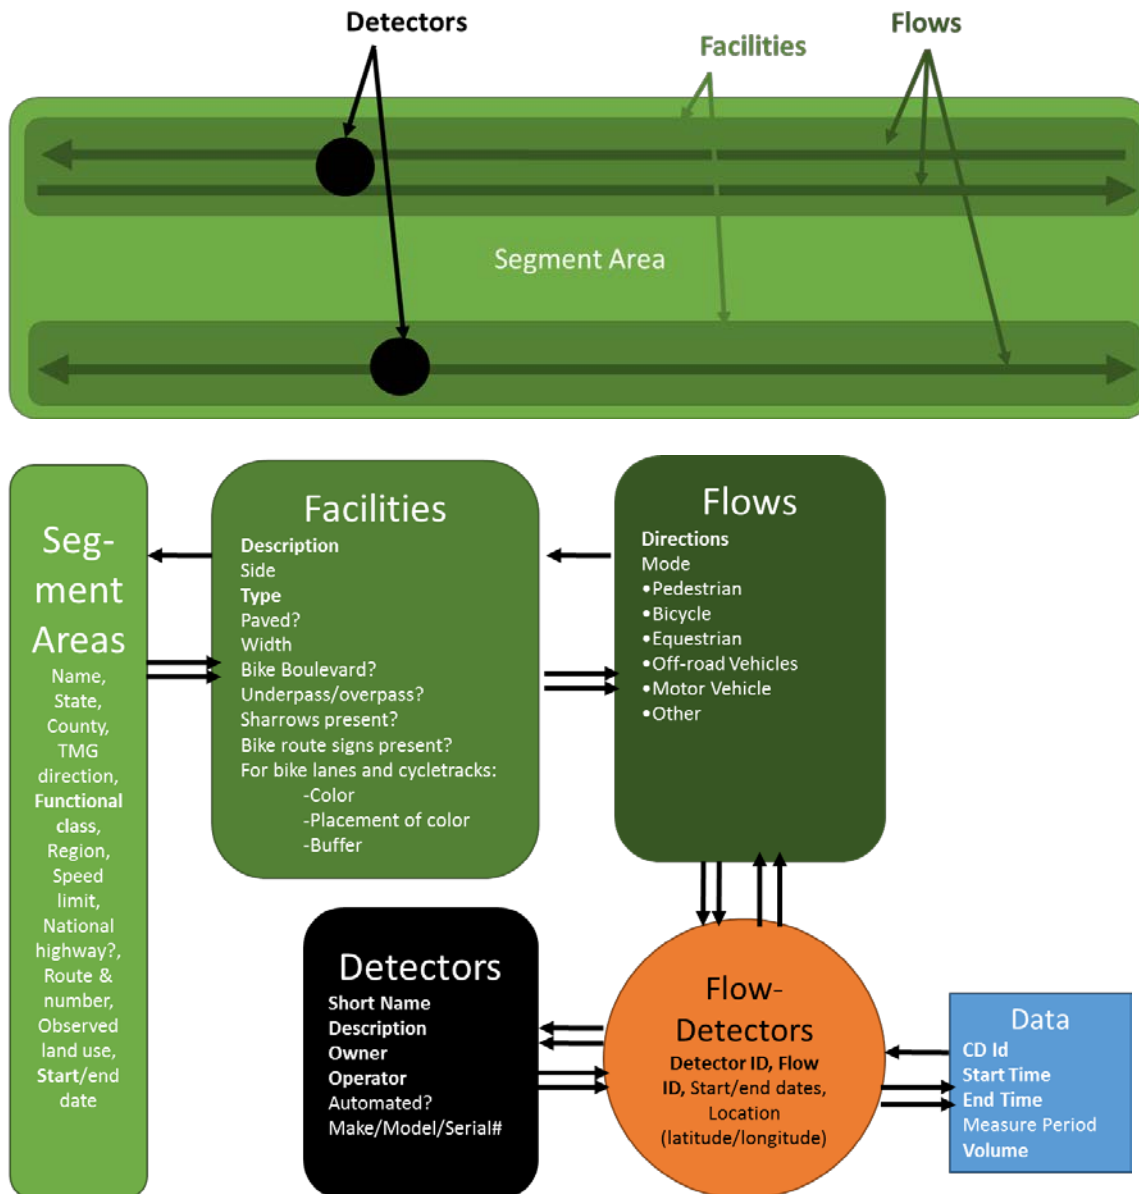 Detectors
Facilities
Flows
Segment Area
Seg-
ment
Areas
Name,
State,
County,
TMG
direction,
Functional
class,
Region,
Speed
limit,
National
highway?,
Route &
number,
Observed
land use,
Start/end
date
Facilities
Description
Side
Type
Paved?
Width
Bike Boulevard?
Underpass/overpass?
Sharrows present?
Bike route signs present?
For bike lanes and cycletracks:
-Color
-Placement of color
-Buffer
Flows
Directions
Mode
•Pedestrian
•Bicycle
•Equestrian
•Off-road Vehicles
•Motor Vehicle
•Other
Detectors
Short Name
Description
Owner
Operator
Automated?
Make/Model/Serial#
Flow-
Detectors
Detector ID, Flow
ID, Start/end dates,
Location
(latitude/longitude)
Data
CD Id
Start Time
End Time
Measure Period
Volume